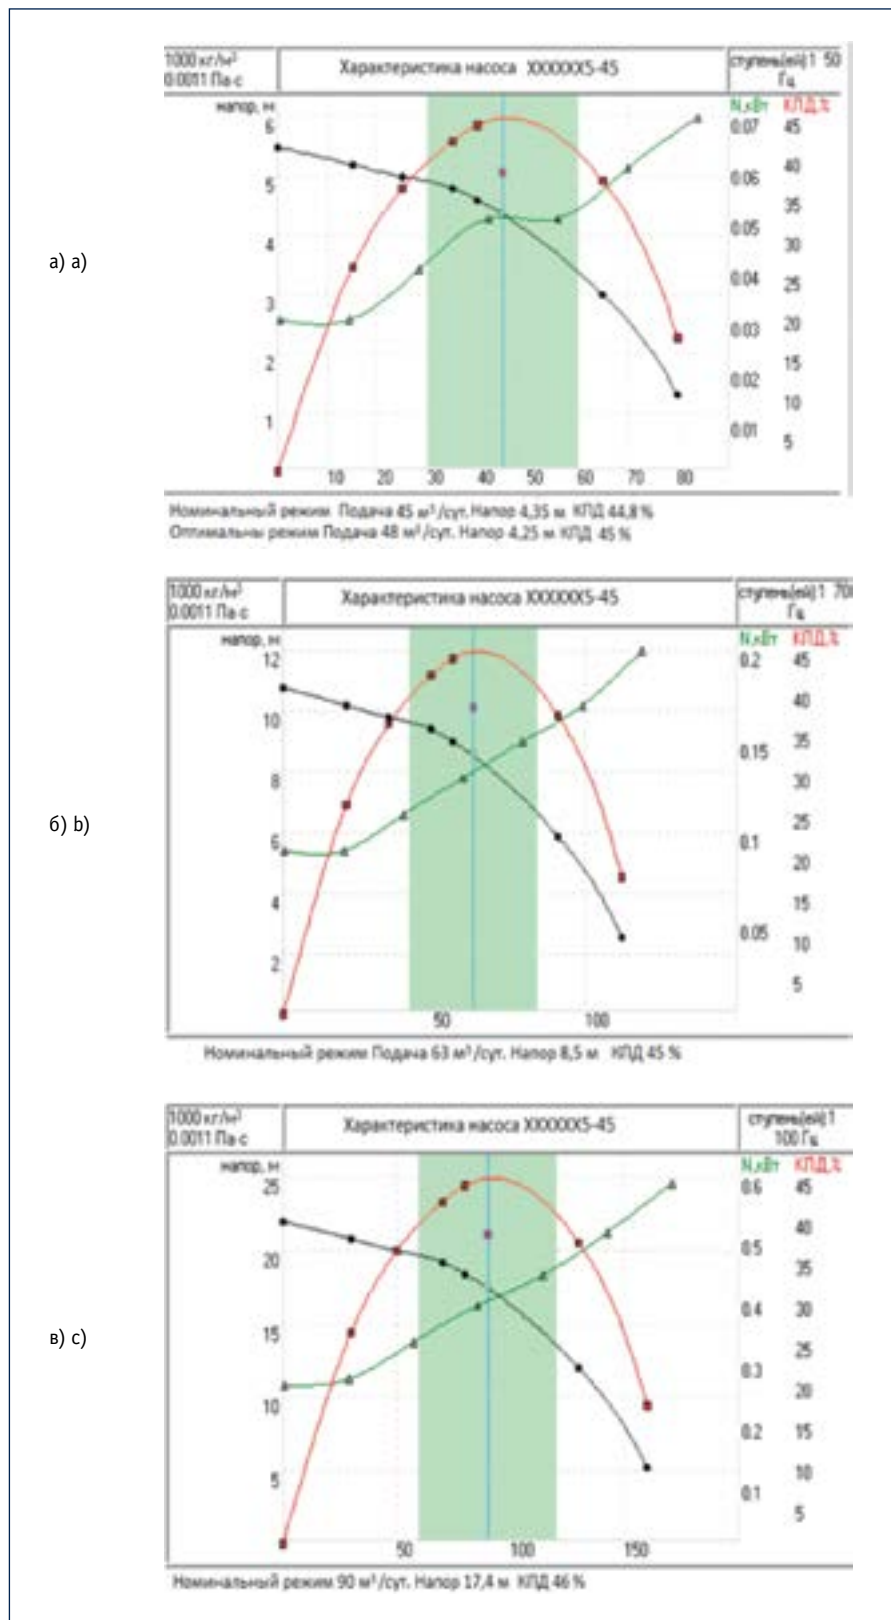 1000 кг/м³
0.0011 Па·с
Характеристика насоса XXXXXX5-45
ступень(ей)1 50
Гц
напор, м
N,кВт КПД,%
6 0.07 45
40
5 0.06
35
0.05
4 30
0.04 25
3
0.03 20
2 15
0.02
10
1 0.01
5
10 20 30 40 50 60 70 80
Номинальный режим Подача 45 м³/сут. Напор 4,35 м КПД 44,8 %
Оптимальны режим Подача 48 м³/сут. Напор 4,25 м КПД 45 %
а) a)
1000 кг/м³
0.0011 Па·с
Характеристика насоса XXXXXX5-45
ступень(ей)1 70
Гц
напор, м
N,кВт КПД,%
12 0.2 45
40
10
0.15 35
8 30
25
6 0.1
20
4 15
0.05 10
2
5
50 100
Номинальный режим Подача 63 м³/сут. Напор 8,5 м КПД 45 %
б) b)
1000 кг/м³
0.0011 Па·с
Характеристика насоса XXXXXX5-45
ступень(ей)1
100 Гц
напор, м
N,кВт КПД,%
25 0.6 45
40
20 0.5
35
15 0.4 30
0.3 25
10 20
0.2 15
5 10
0.1
5
50 100 150
Номинальный режим 90 м³/сут. Напор 17,4 м КПД 46 %
в) c)